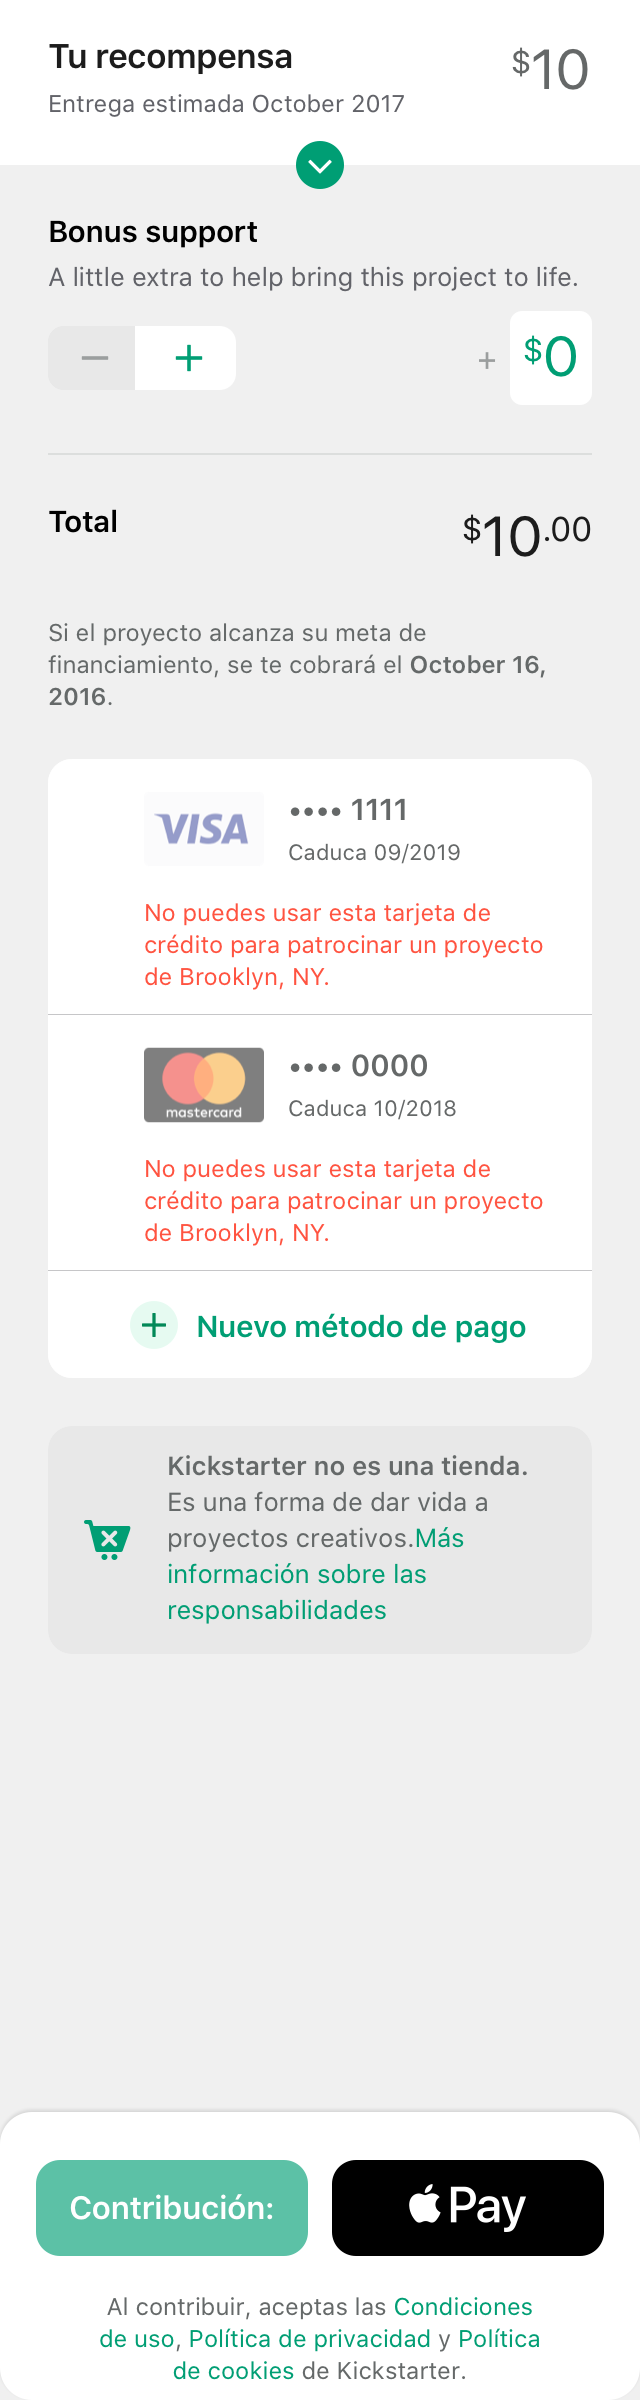 Tu recompensa
$10
Entrega estimada October 2017
Bonus support
A little extra to help bring this project to life.
+ $0
Total
$10.00
Si el proyecto alcanza su meta de
financiamiento, se te cobrará el October 16,
2016.
VISA
•••• 1111
Caduca 09/2019
No puedes usar esta tarjeta de
crédito para patrocinar un proyecto
de Brooklyn, NY.
•••• 0000
mastercard
Caduca 10/2018
No puedes usar esta tarjeta de
crédito para patrocinar un proyecto
de Brooklyn, NY.
Nuevo método de pago
Kickstarter no es una tienda.
Es una forma de dar vida a
proyectos creativos.Más
información sobre las
responsabilidades
Contribución:
Pay
Al contribuir, aceptas las Condiciones
de uso, Política de privacidad y Política
de cookies de Kickstarter.